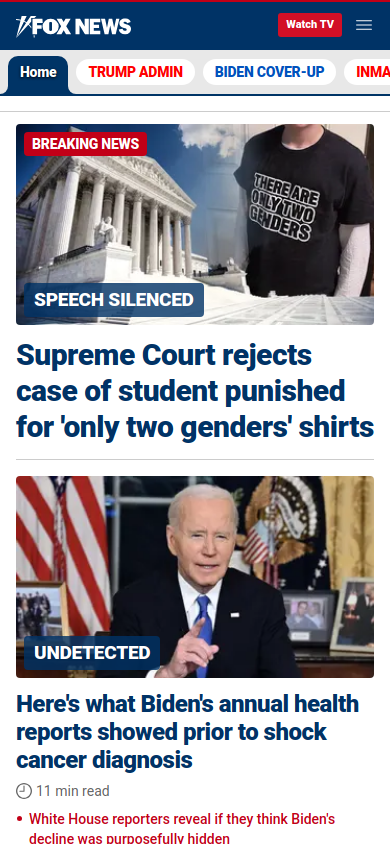 FOX NEWS
Watch TV
Home
TRUMP ADMIN
BIDEN COVER-UP
INMA
BREAKING NEWS
THERE ARE
ONLY TWO
GENDERS
SPEECH SILENCED
Supreme Court rejects
case of student punished
for 'only two genders' shirts
UNDETECTED
Here's what Biden's annual health
reports showed prior to shock
cancer diagnosis
11 min read
• White House reporters reveal if they think Biden's
decline was purposefully hidden